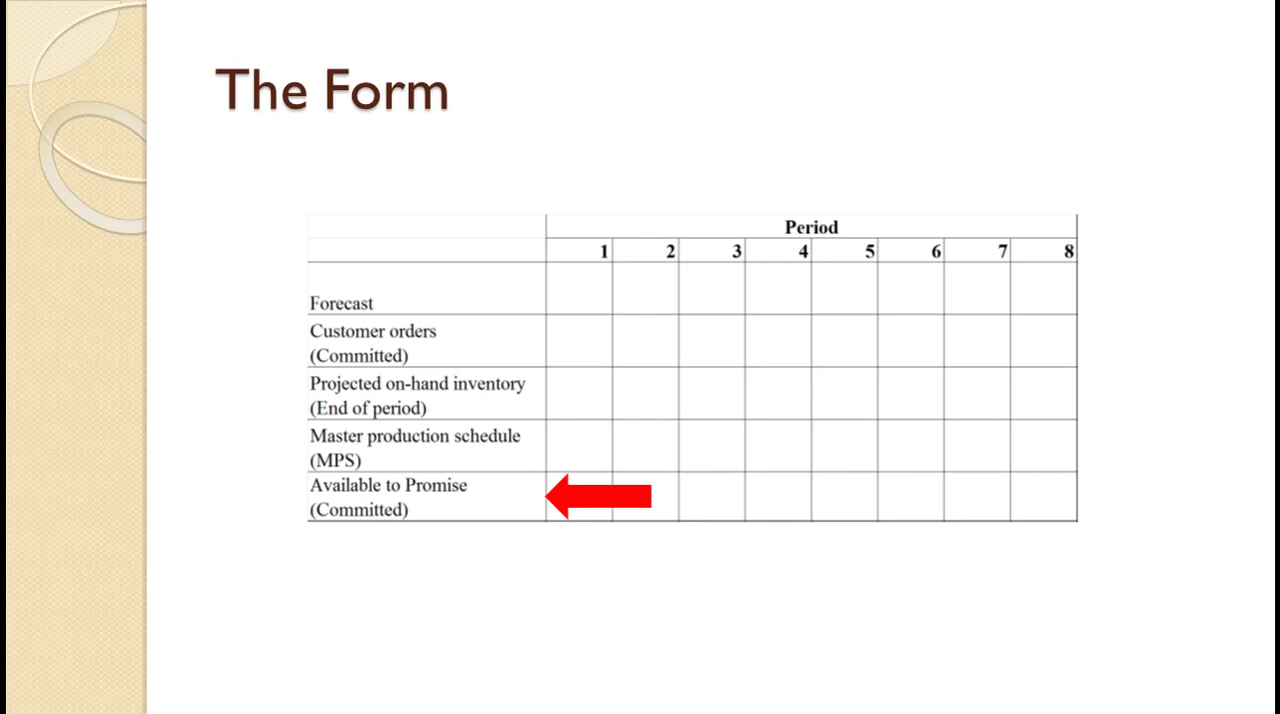 The Form
Period
1 2 3 4 5 6 7 8
Forecast
Customer orders
(Committed)
Projected on-hand inventory
(End of period)
Master production schedule
(MPS)
Available to Promise
(Committed)